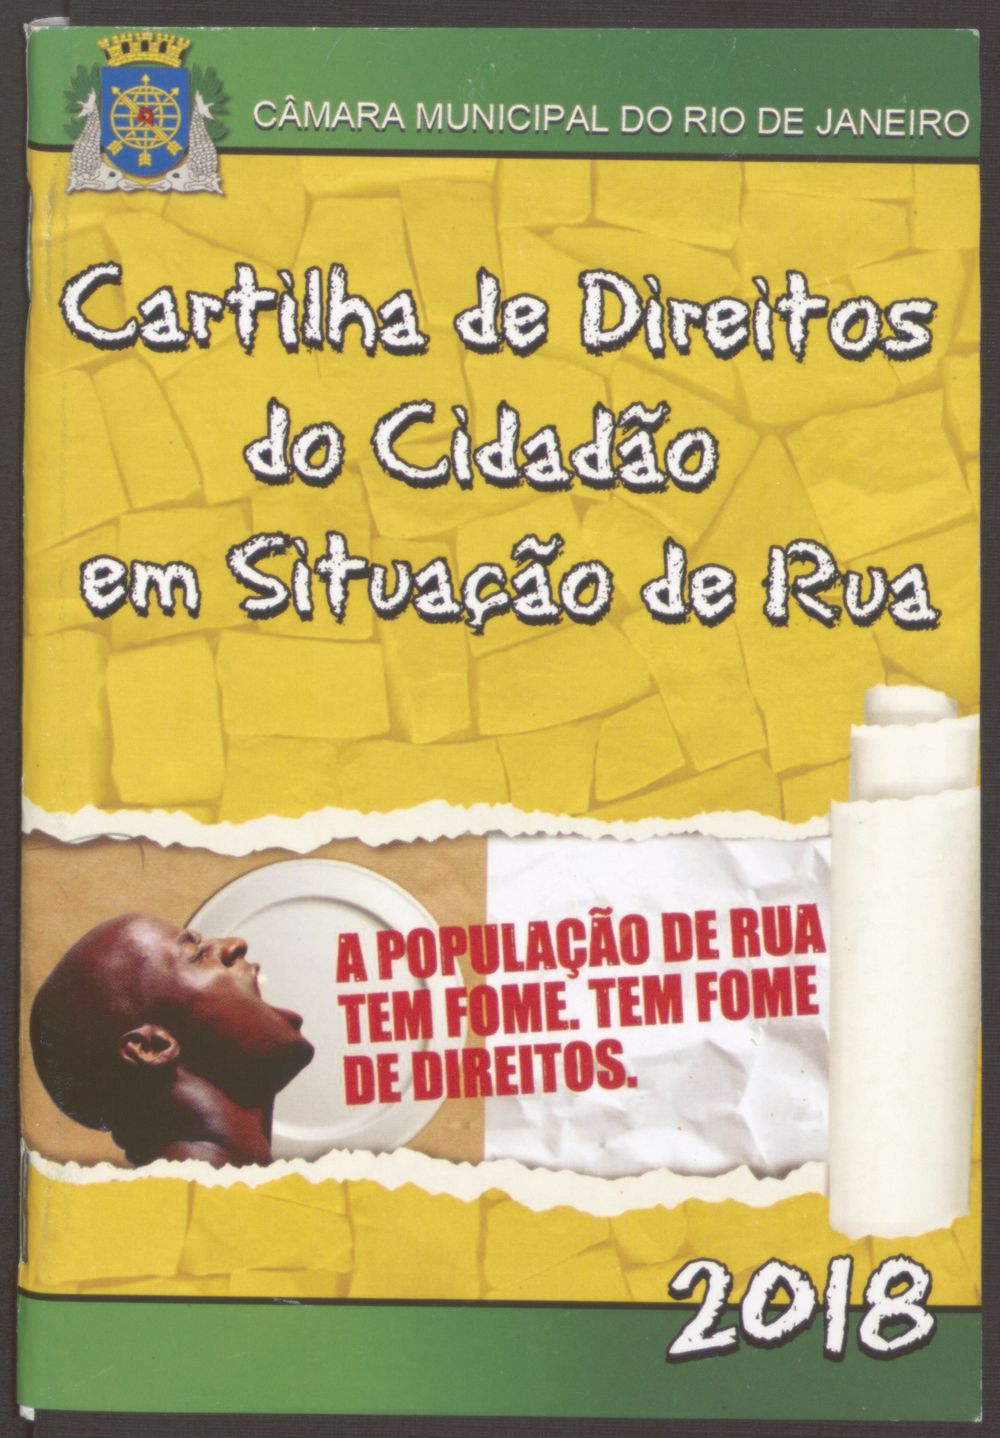 CÂMARA MUNICIPAL DO RIO DE JANEIRO
Cartilha de Direitos
do Cidadão
em Situação de Rua
A POPULAÇÃO DE RUA
TEM FOME. TEM FOME
DE DIREITOS.
2018